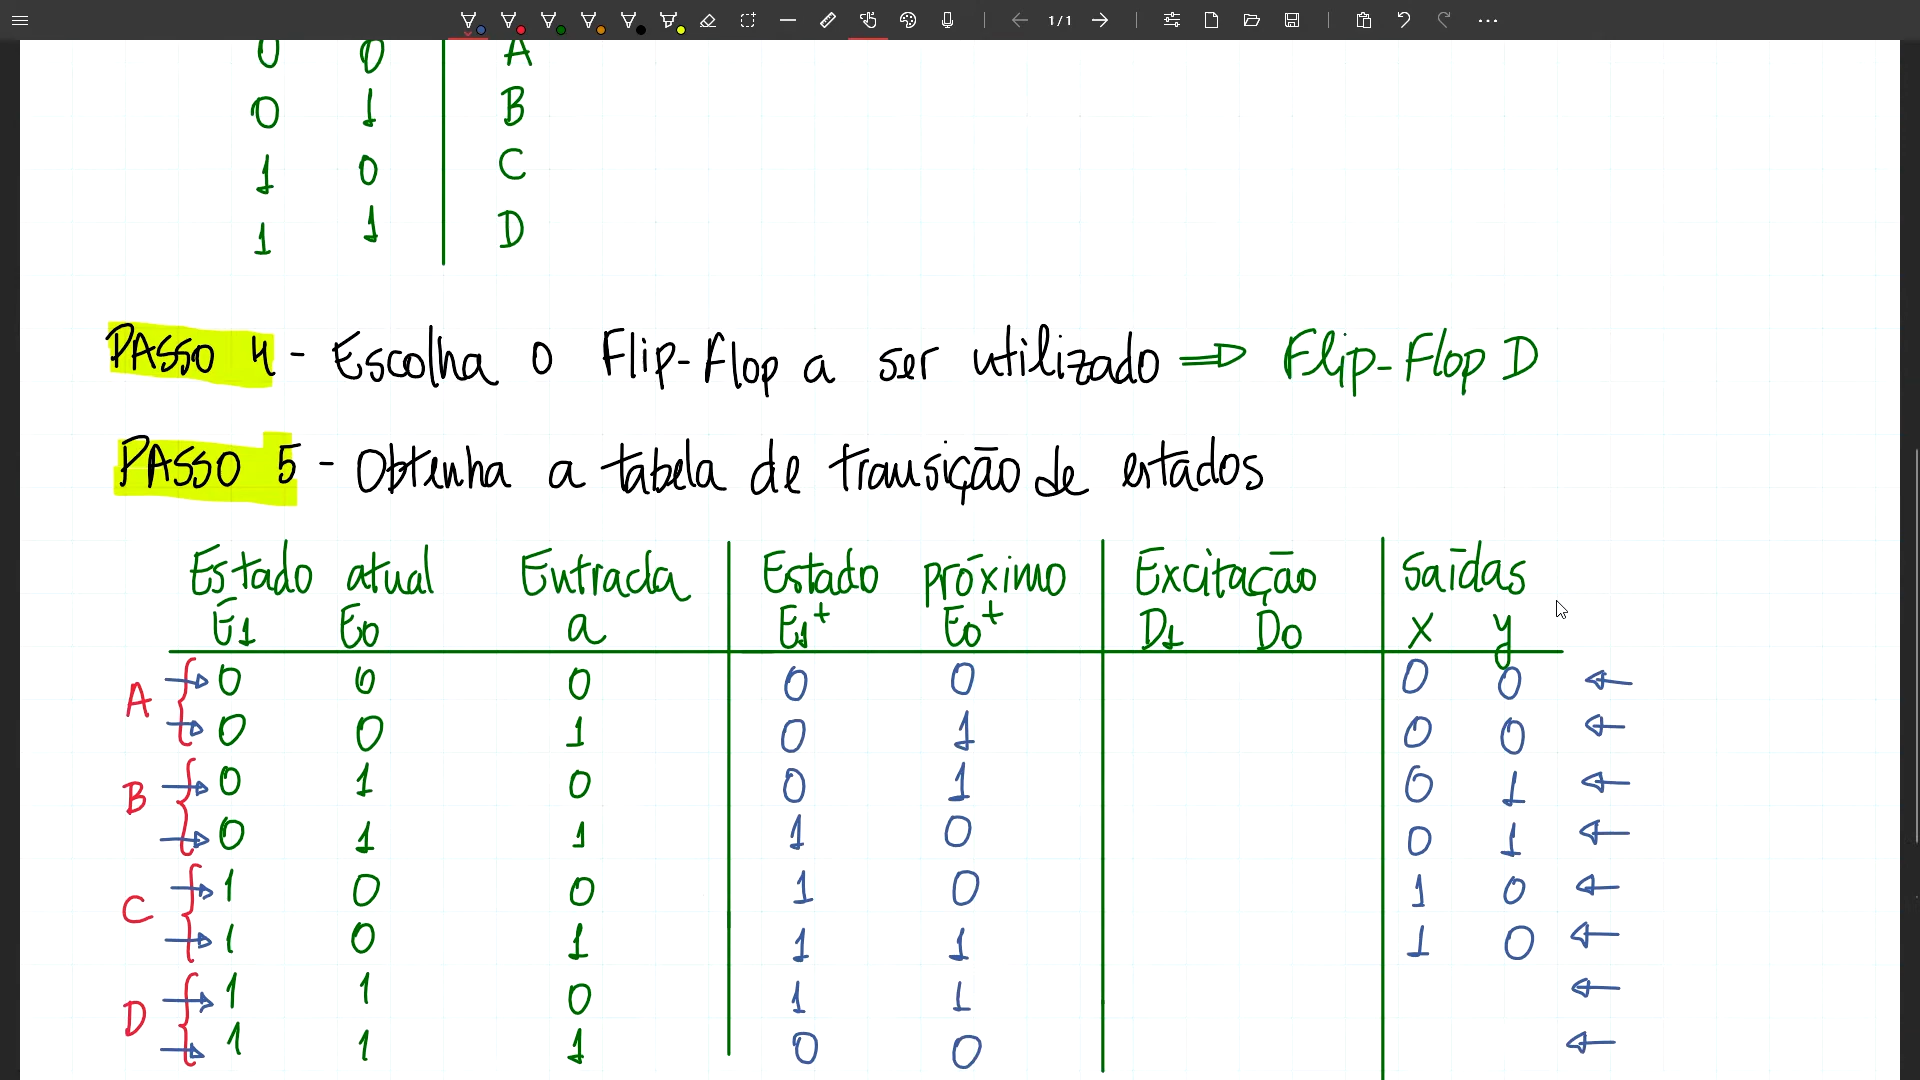 1/1
0 0 A
0 1 B
1 0 C
1 1 D
PASSO 4 - Escolha o Flip-Flop a ser utilizado ⇒ Flip-Flop D
PASSO 5 - Obtenha a tabela de transição de estados
Estado atual Entrada Estado próximo Excitação Saídas
E1 E0 a E1+ E0+ D1 D0 x y
A 0 0 0 0 0 0 0
0 0 1 0 1 0 0
B 0 1 0 0 1 0 1
0 1 1 1 0 0 1
C 1 0 0 1 0 1 0
1 0 1 1 1 1 0
D 1 1 0 1 1
1 1 1 0 0